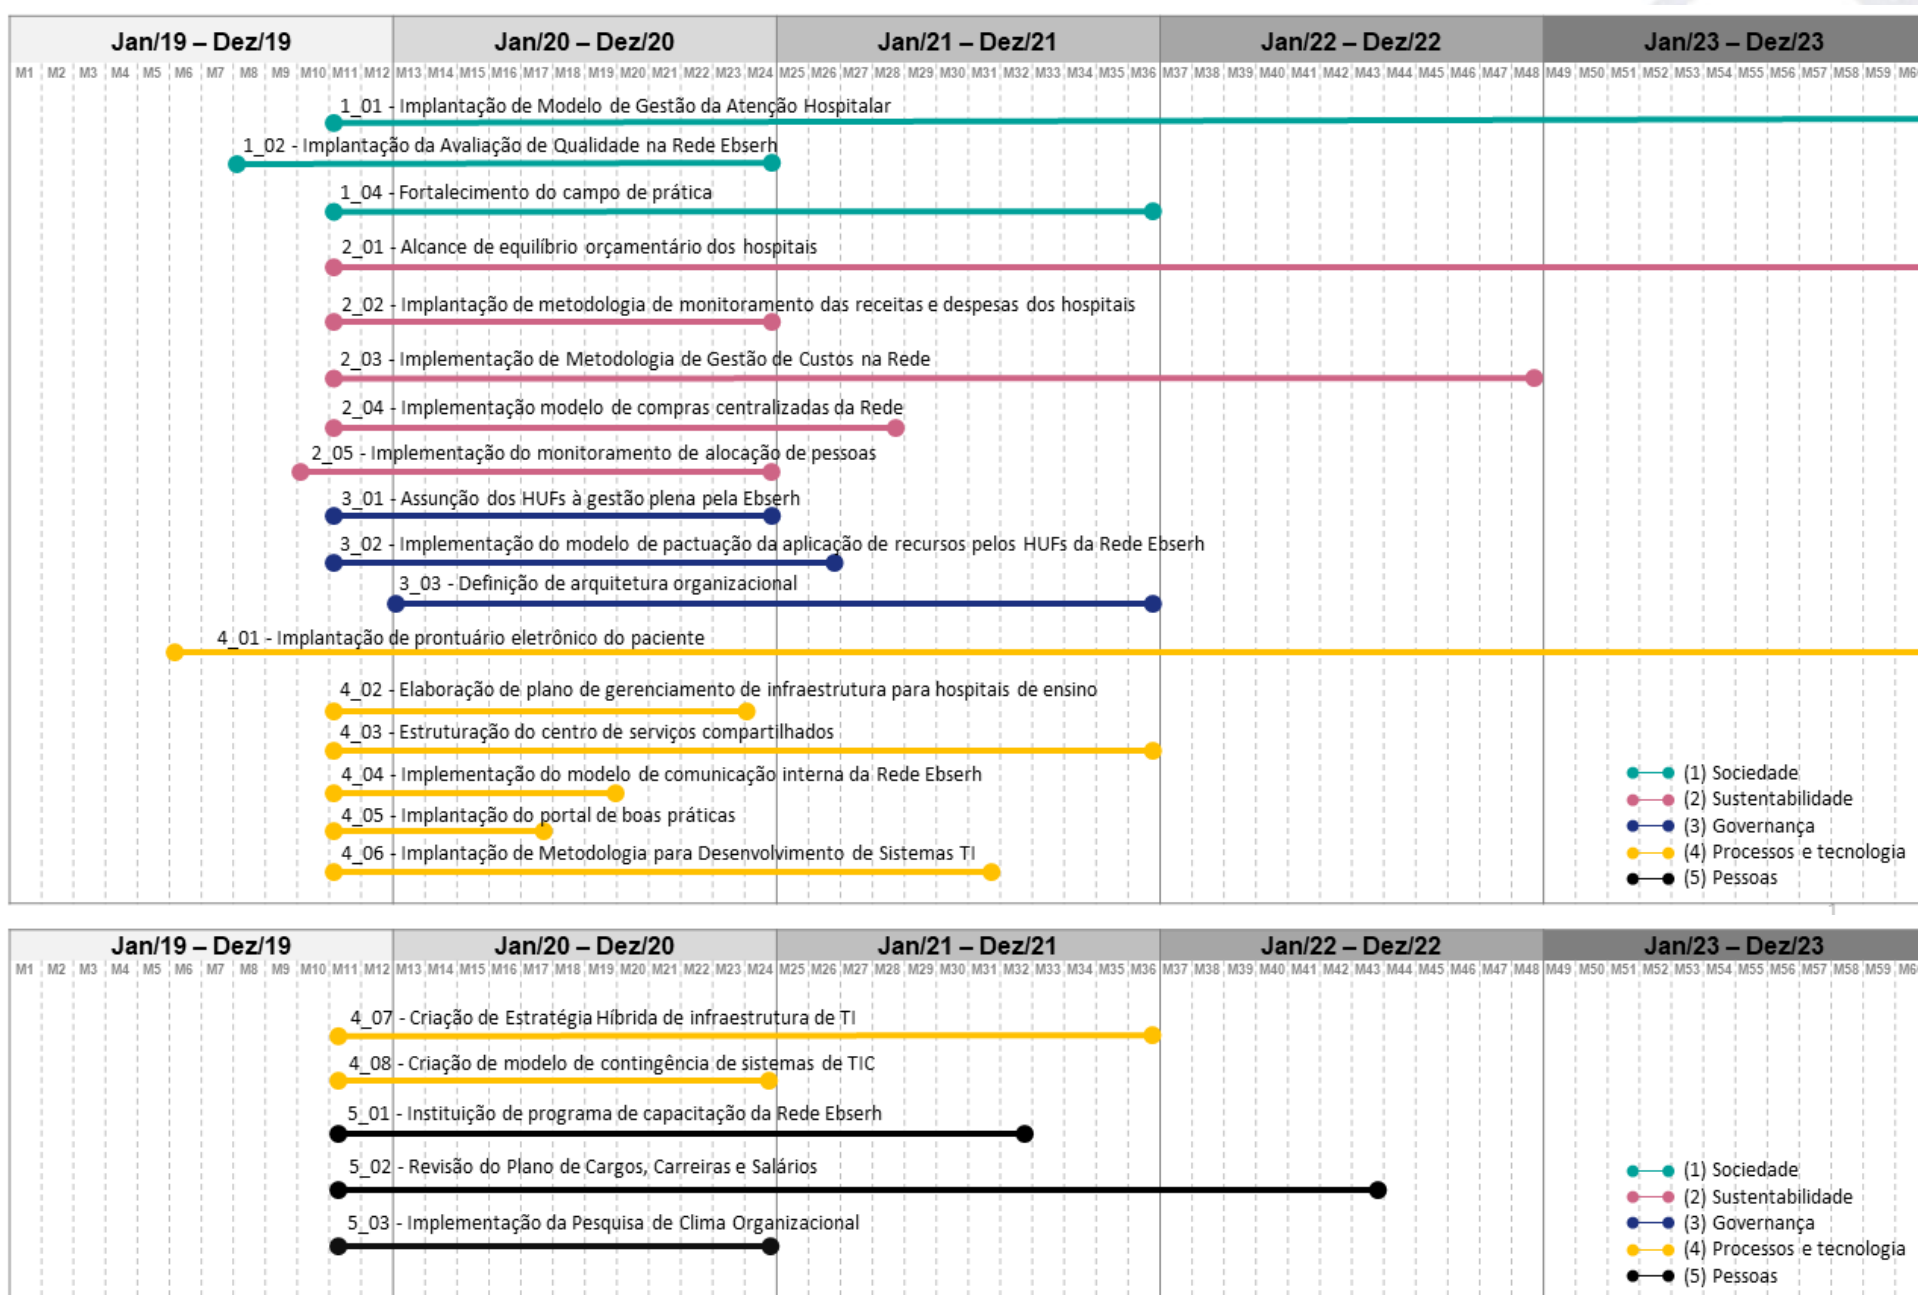 Jan/19 – Dez/19 Jan/20 – Dez/20 Jan/21 – Dez/21 Jan/22 – Dez/22 Jan/23 – Dez/23
M1 M2 M3 M4 M5 M6 M7 M8 M9 M10 M11 M12 M13 M14 M15 M16 M17 M18 M19 M20 M21 M22 M23 M24 M25 M26 M27 M28 M29 M30 M31 M32 M33 M34 M35 M36 M37 M38 M39 M40 M41 M42 M43 M44 M45 M46 M47 M48 M49 M50 M51 M52 M53 M54 M55 M56 M57 M58 M59
1_01 - Implantação de Modelo de Gestão da Atenção Hospitalar
1_02 - Implantação da Avaliação de Qualidade na Rede Ebserh
1_04 - Fortalecimento do campo de prática
2_01 - Alcance de equilíbrio orçamentário dos hospitais
2_02 - Implantação de metodologia de monitoramento das receitas e despesas dos hospitais
2_03 - Implementação de Metodologia de Gestão de Custos na Rede
2_04 - Implementação modelo de compras centralizadas da Rede
2_05 - Implementação do monitoramento de alocação de pessoas
3_01 - Assunção dos HUFs à gestão plena pela Ebserh
3_02 - Implementação do modelo de pactuação da aplicação de recursos pelos HUFs da Rede Ebserh
3_03 - Definição de arquitetura organizacional
4_01 - Implantação de prontuário eletrônico do paciente
4_02 - Elaboração de plano de gerenciamento de infraestrutura para hospitais de ensino
4_03 - Estruturação do centro de serviços compartilhados
4_04 - Implementação do modelo de comunicação interna da Rede Ebserh
4_05 - Implantação do portal de boas práticas
4_06 - Implantação de Metodologia para Desenvolvimento de Sistemas TI
(1) Sociedade
(2) Sustentabilidade
(3) Governança
(4) Processos e tecnologia
(5) Pessoas
1
Jan/19 – Dez/19 Jan/20 – Dez/20 Jan/21 – Dez/21 Jan/22 – Dez/22 Jan/23 – Dez/23
M1 M2 M3 M4 M5 M6 M7 M8 M9 M10 M11 M12 M13 M14 M15 M16 M17 M18 M19 M20 M21 M22 M23 M24 M25 M26 M27 M28 M29 M30 M31 M32 M33 M34 M35 M36 M37 M38 M39 M40 M41 M42 M43 M44 M45 M46 M47 M48 M49 M50 M51 M52 M53 M54 M55 M56 M57 M58 M59
4_07 - Criação de Estratégia Híbrida de infraestrutura de TI
4_08 - Criação de modelo de contingência de sistemas de TIC
5_01 - Instituição de programa de capacitação da Rede Ebserh
5_02 - Revisão do Plano de Cargos, Carreiras e Salários
5_03 - Implementação da Pesquisa de Clima Organizacional
(1) Sociedade
(2) Sustentabilidade
(3) Governança
(4) Processos e tecnologia
(5) Pessoas